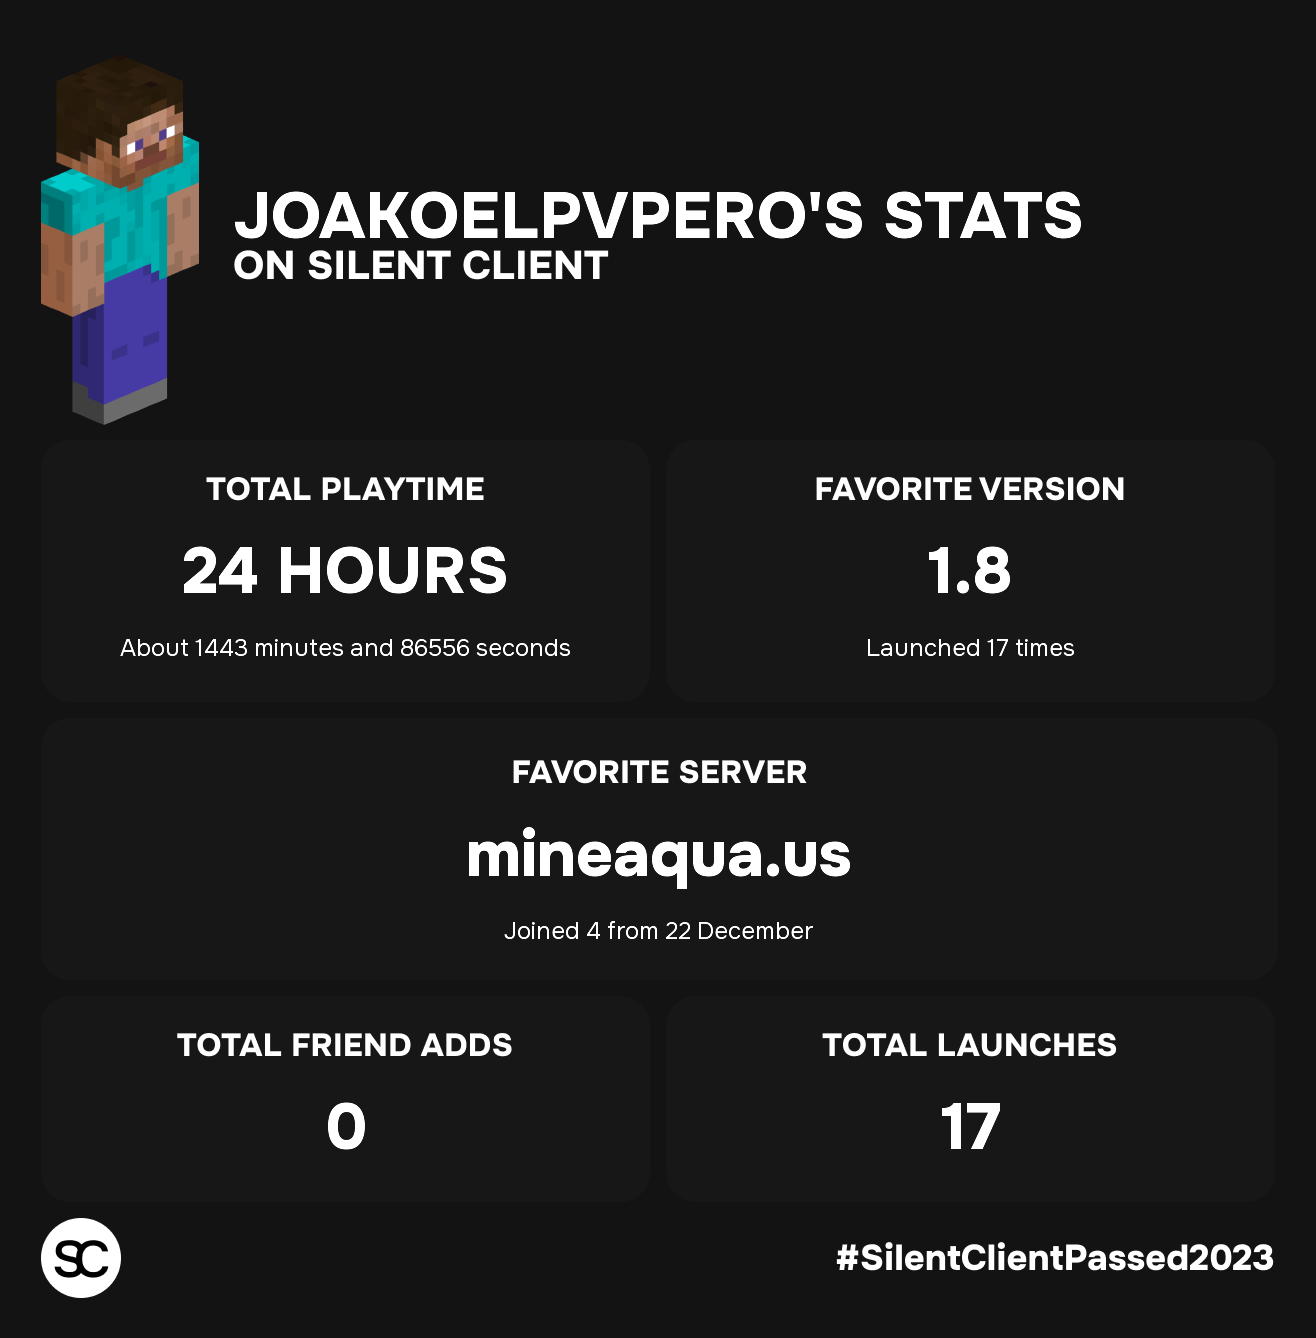 JOAKOELPVPERO'S STATS
ON SILENT CLIENT
TOTAL PLAYTIME
24 HOURS
About 1443 minutes and 86556 seconds
FAVORITE VERSION
1.8
Launched 17 times
FAVORITE SERVER
mineaqua.us
Joined 4 from 22 December
TOTAL FRIEND ADDS
0
TOTAL LAUNCHES
17
SC
#SilentClientPassed2023